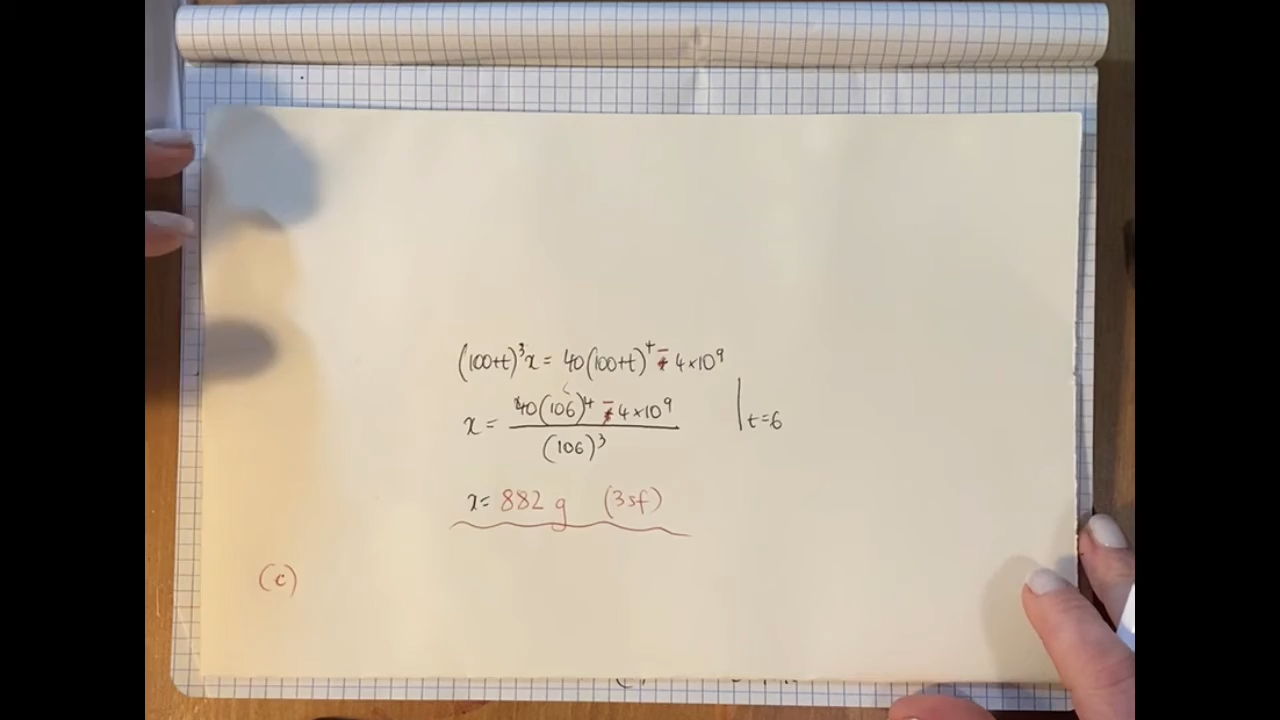 (100+t)³x = 40(100+t)⁴ - 4×10⁹
x = 40(106)⁴ - 4×10⁹ / (106)³ | t=6
x = 882 g (3sf)
(c)